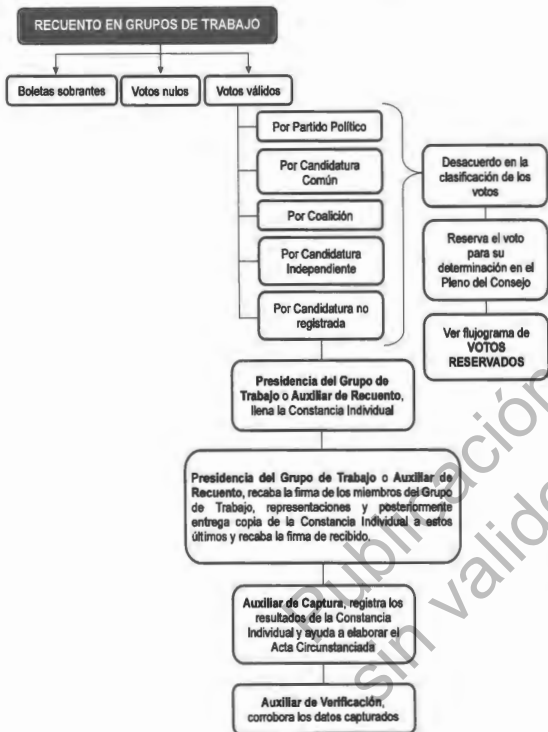 RECUENTO EN GRUPOS DE TRABAJO
Boletas sobrantes
Votos nulos
Votos válidos
Por Partido Político
Por Candidatura
Común
Por Coalición
Por Candidatura
Independiente
Por Candidatura no
registrada
Desacuerdo en la
clasificación de los
votos
Reserva el voto
para su
determinación en el
Pleno del Consejo
Ver flujograma de
VOTOS
RESERVADOS
Presidencia del Grupo de
Trabajo o Auxiliar de Recuento,
llena la Constancia Individual
Presidencia del Grupo de Trabajo o Auxiliar de
Recuento, recaba la firma de los miembros del Grupo
de Trabajo, representaciones y posteriormente
entrega copia de la Constancia Individual a estos
últimos y recaba la firma de recibido.
Auxiliar de Captura, registra los
resultados de la Constancia
Individual y ayuda a elaborar el
Acta Circunstanciada
Auxiliar de Verificación,
corrobora los datos capturados
Publicación
sin valide